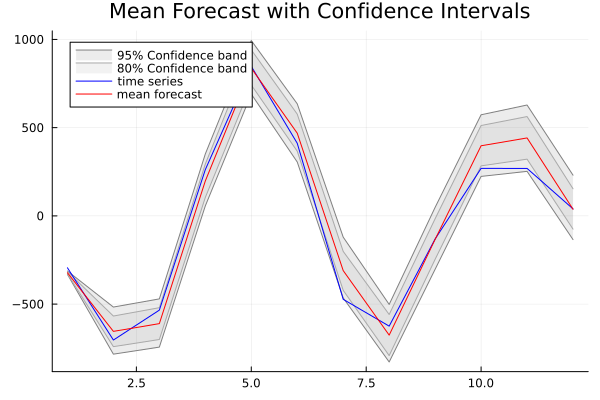 Mean Forecast with Confidence Intervals
1000
500
0
−500
95% Confidence band
80% Confidence band
time series
mean forecast
2.5 5.0 7.5 10.0